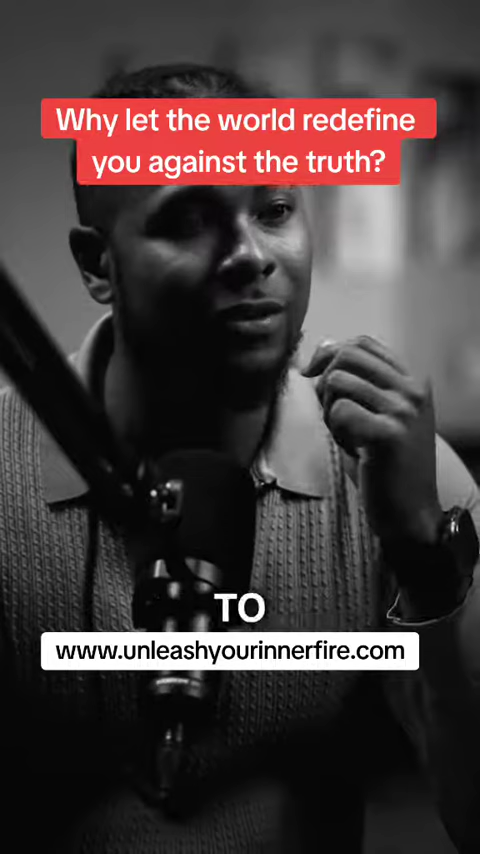 Why let the world redefine
you against the truth?
TO
www.unleashyourinnerfire.com